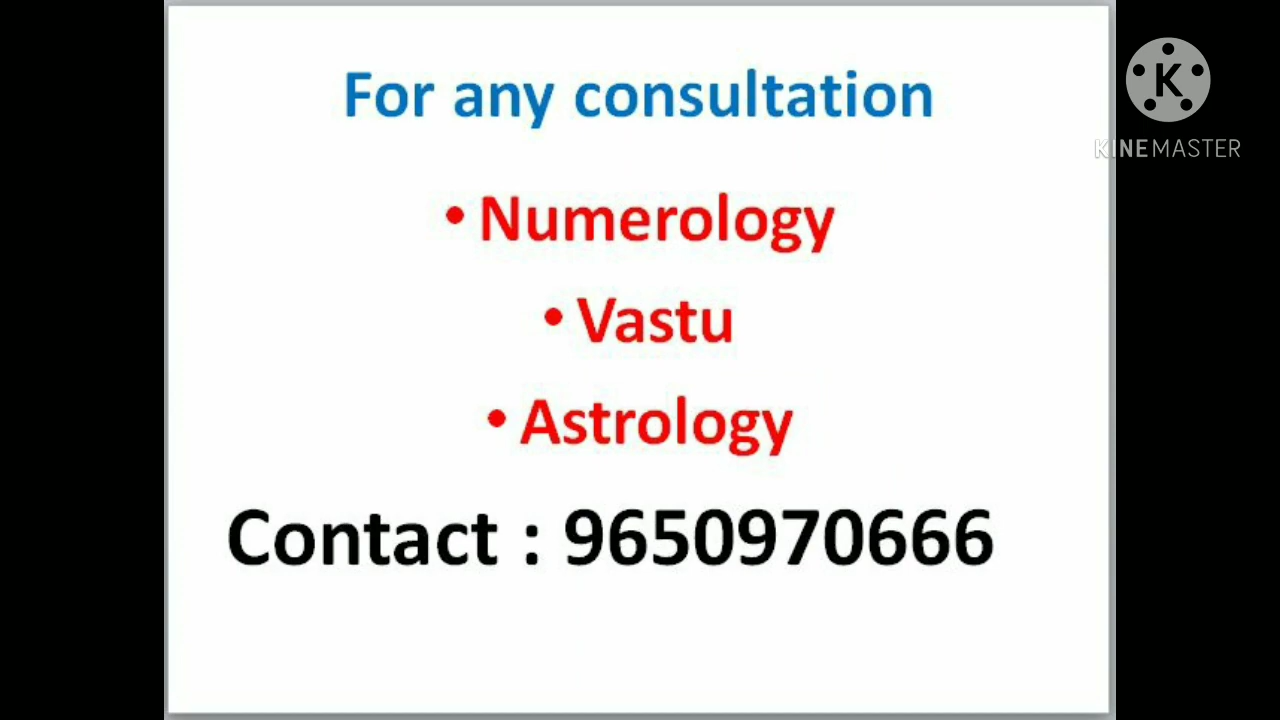 For any consultation
K
KINEMASTER
• Numerology
• Vastu
• Astrology
Contact : 9650970666